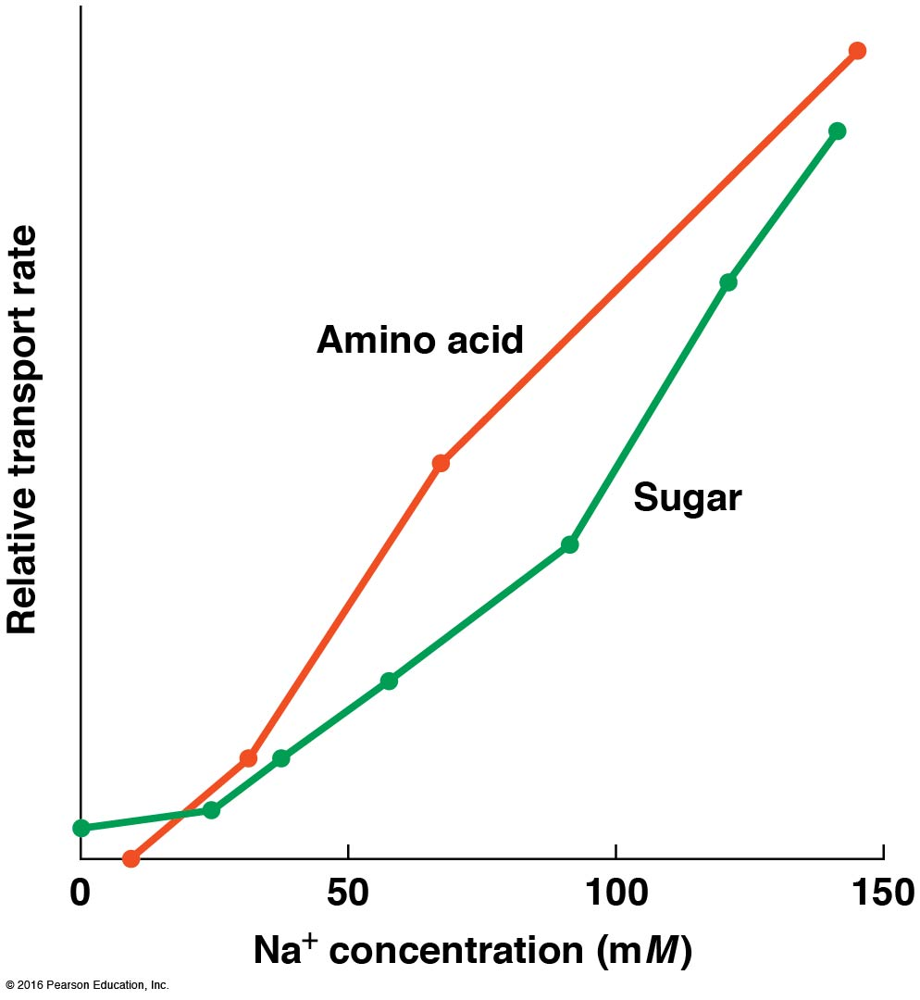 Relative transport rate
Amino acid
Sugar
0 50 100 150
Na⁺ concentration (mM)
© 2016 Pearson Education, Inc.